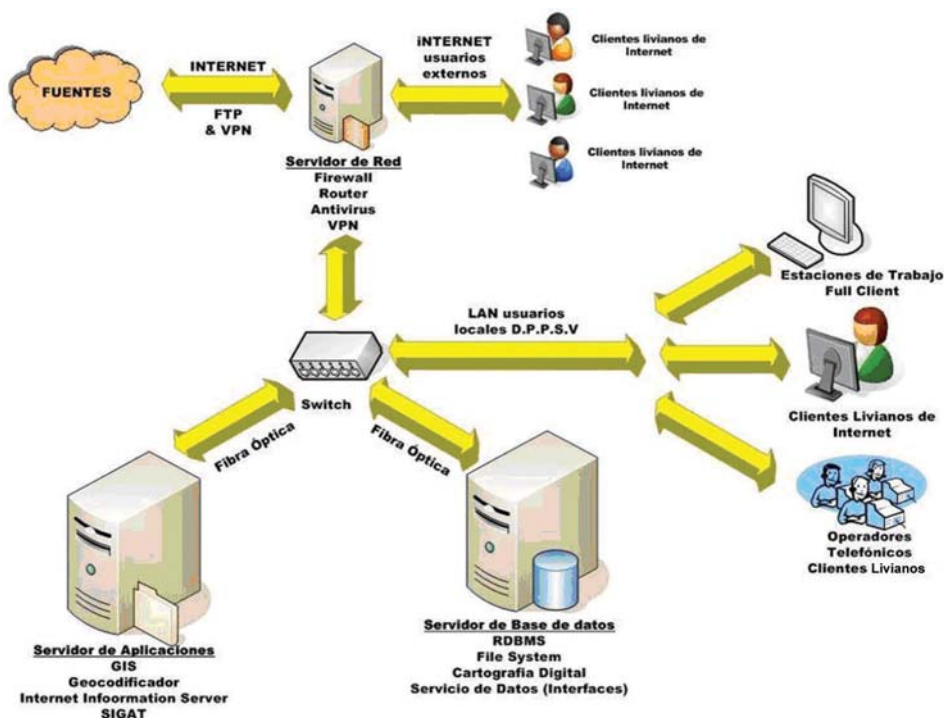 FUENTES
INTERNET
FTP
& VPN
iNTERNET
usuarios
externos
Clientes livianos de
Internet
Clientes livianos de
Internet
Clientes livianos de
Internet
Servidor de Red
Firewall
Router
Antivirus
VPN
Estaciones de Trabajo
Full Client
LAN usuarios
locales D.P.P.S.V
Switch
Clientes Livianos de
Internet
Fibra Óptica
Fibra Óptica
Operadores
Telefónicos
Clientes Livianos
Servidor de Aplicaciones
GIS
Geocodificador
Internet Infoormation Server
SIGAT
Servidor de Base de datos
RDBMS
File System
Cartografia Digital
Servicio de Datos (Interfaces)